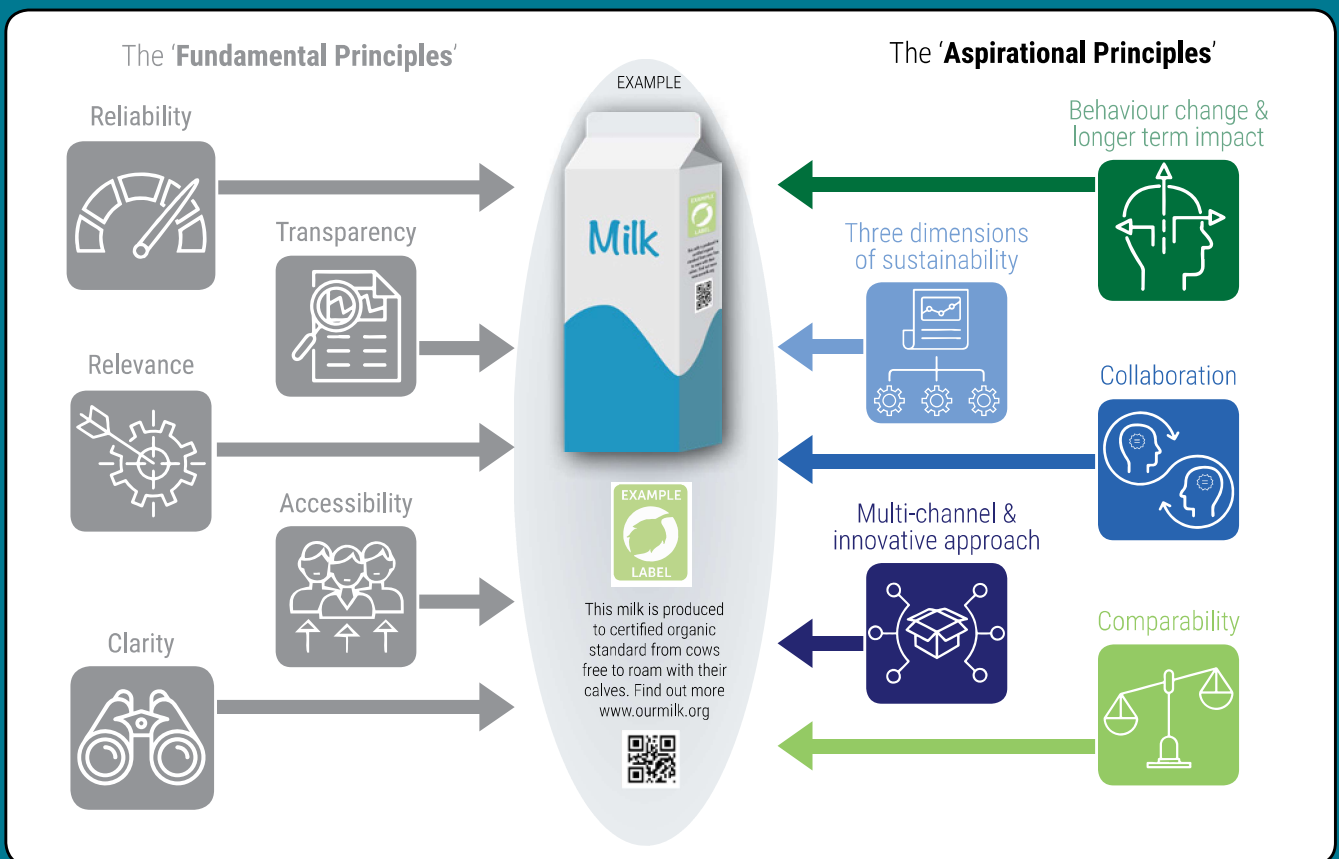 The 'Fundamental Principles'
Reliability
Transparency
Relevance
Accessibility
Clarity
EXAMPLE
Milk
EXAMPLE
LABEL
EXAMPLE
LABEL
This milk is produced
to certified organic
standard from cows
free to roam with their
calves. Find out more
www.ourmilk.org
The 'Aspirational Principles'
Behaviour change &
longer term impact
Three dimensions
of sustainability
Collaboration
Multi-channel &
innovative approach
Comparability